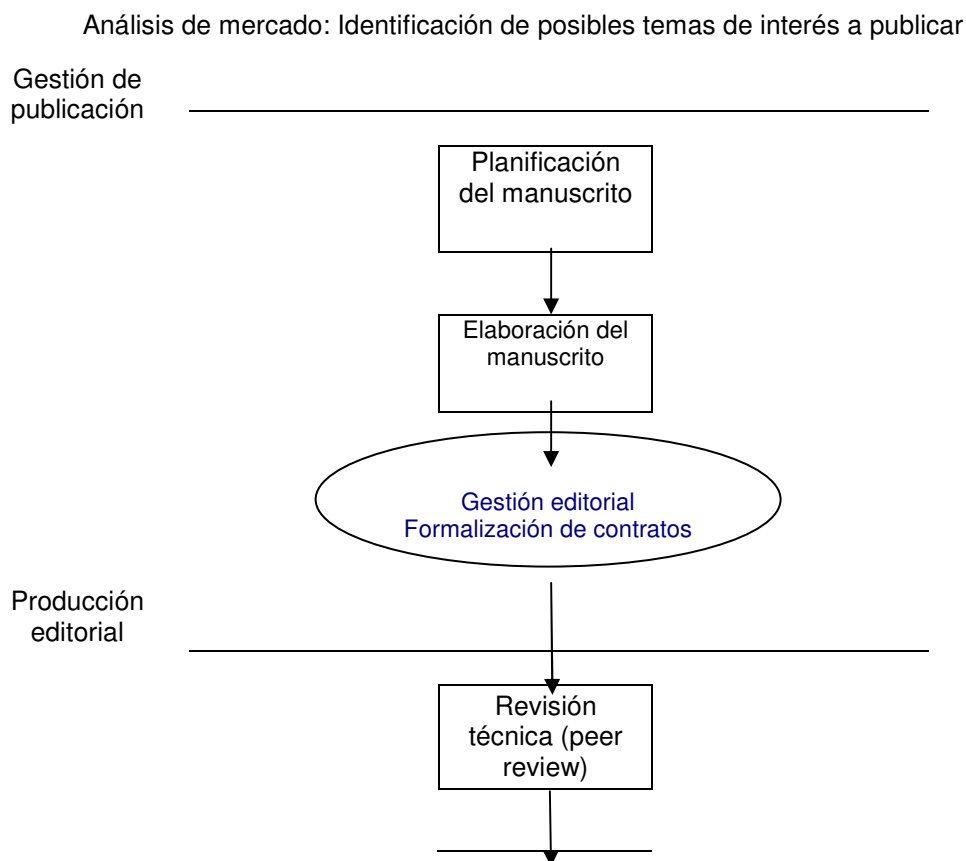 Análisis de mercado: Identificación de posibles temas de interés a publicar
Gestión de
publicación
Planificación
del manuscrito
Elaboración del
manuscrito
Gestión editorial
Formalización de contratos
Producción
editorial
Revisión
técnica (peer
review)